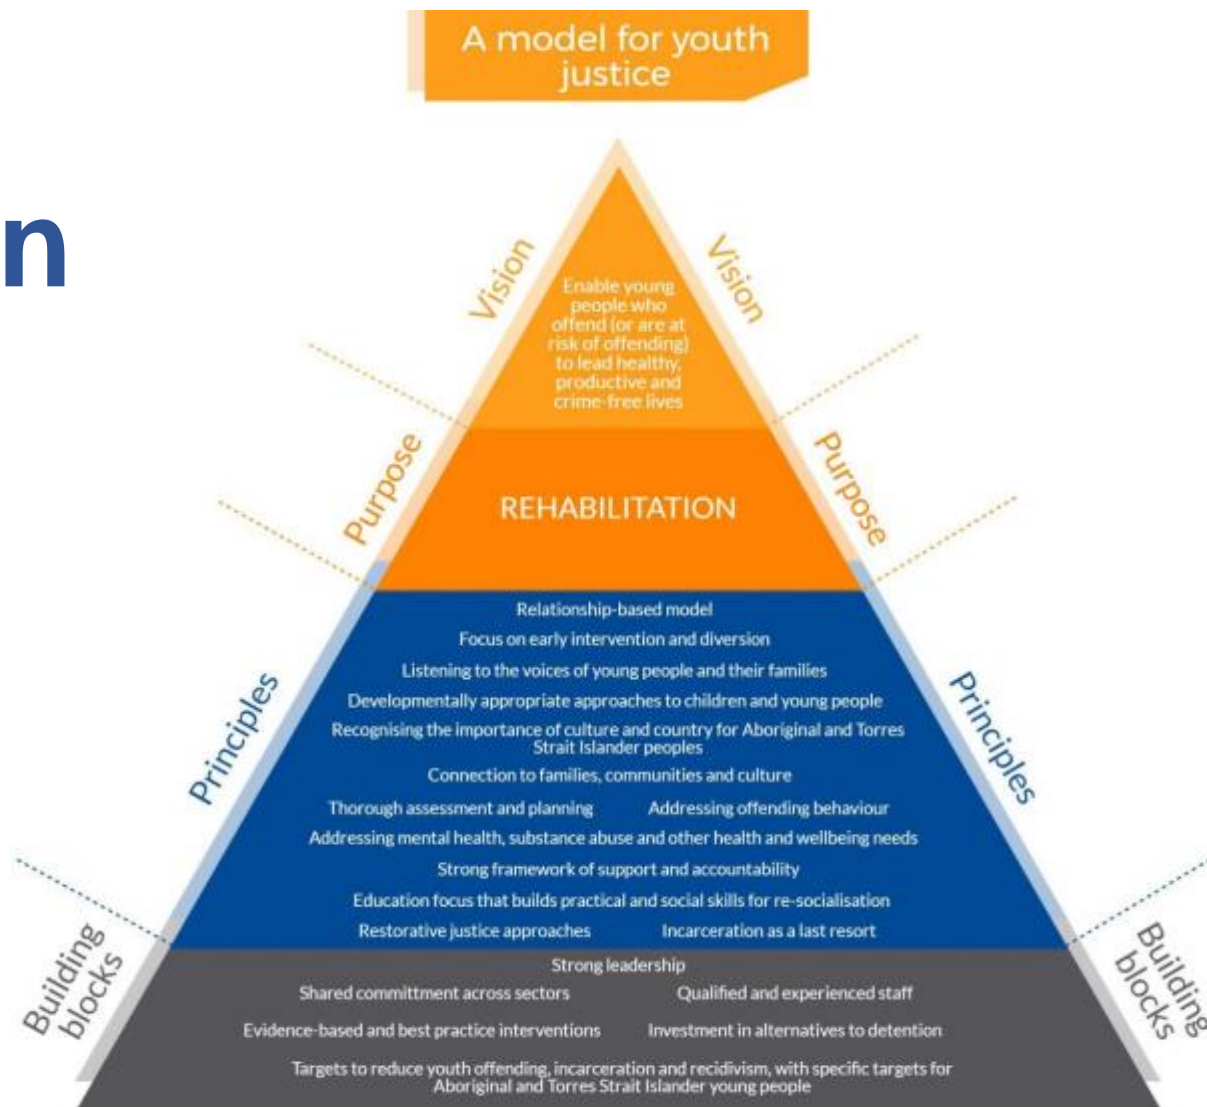 A model for youth
justice
n
Vision
Vision
Enable young
people who
offend (or are at
risk of offending)
to lead healthy,
productive and
crime-free lives
Purpose
Purpose
REHABILITATION
Principles
Principles
Relationship-based model
Focus on early intervention and diversion
Listening to the voices of young people and their families
Developmentally appropriate approaches to children and young people
Recognising the importance of culture and country for Aboriginal and Torres
Strait Islander peoples
Connection to families, communities and culture
Thorough assessment and planning Addressing offending behaviour
Addressing mental health, substance abuse and other health and wellbeing needs
Strong framework of support and accountability
Education focus that builds practical and social skills for re-socialisation
Restorative justice approaches Incarceration as a last resort
Building
blocks
Building
blocks
Strong leadership
Shared committment across sectors Qualified and experienced staff
Evidence-based and best practice interventions Investment in alternatives to detention
Targets to reduce youth offending, incarceration and recidivism, with specific targets for
Aboriginal and Torres Strait Islander young people